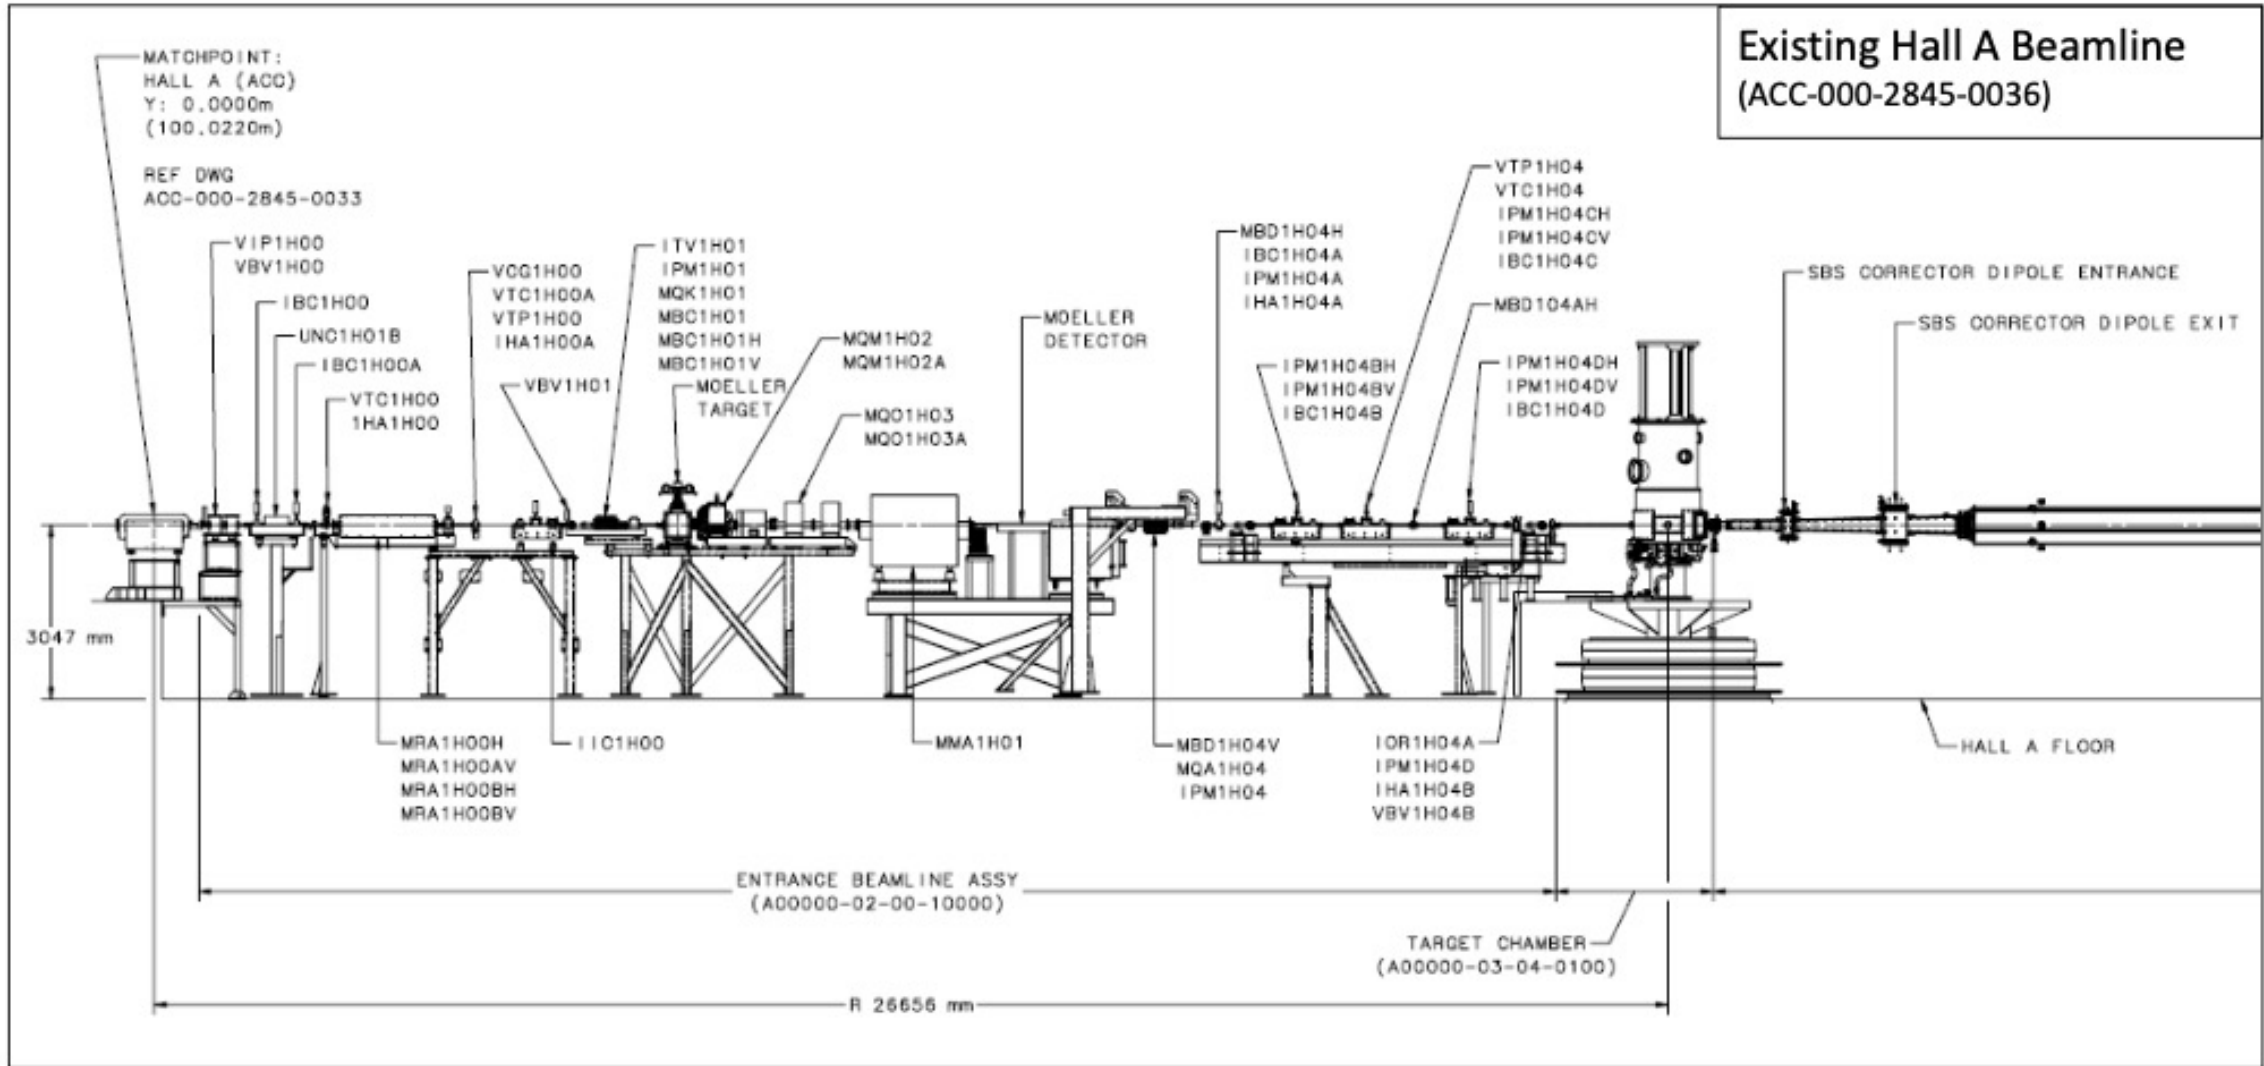 Existing Hall A Beamline
(ACC-000-2845-0036)
MATCHPOINT:
HALL A (ACC)
Y: 0.0000m
(100.0220m)
REF DWG
ACC-000-2845-0033
VIP1H00
VBV1H00
IBC1H00
UNC1H01B
IBC1H00A
VTC1H00
1HA1H00
VCG1H00
VTC1H00A
VTP1H00
IHA1H00A
VBV1H01
ITV1H01
IPM1H01
MQK1H01
MBC1H01
MBC1H01H
MBC1H01V
MOELLER
TARGET
MQM1H02
MQM1H02A
MQO1H03
MQO1H03A
MOELLER
DETECTOR
MBD1H04H
IBC1H04A
IPM1H04A
IHA1H04A
IPM1H04BH
IPM1H04BV
IBC1H04B
VTP1H04
VTC1H04
IPM1H04CH
IPM1H04CV
IBC1H04C
MBD104AH
IPM1H04DH
IPM1H04DV
IBC1H04D
SBS CORRECTOR DIPOLE ENTRANCE
SBS CORRECTOR DIPOLE EXIT
3047 mm
MRA1H00H
MRA1H00AV
MRA1H00BH
MRA1H00BV
IIC1H00
MMA1H01
MBD1H04V
MQA1H04
IPM1H04
IOR1H04A
IPM1H04D
IHA1H04B
VBV1H04B
HALL A FLOOR
ENTRANCE BEAMLINE ASSY
(A00000-02-00-10000)
TARGET CHAMBER
(A00000-03-04-0100)
R 26656 mm